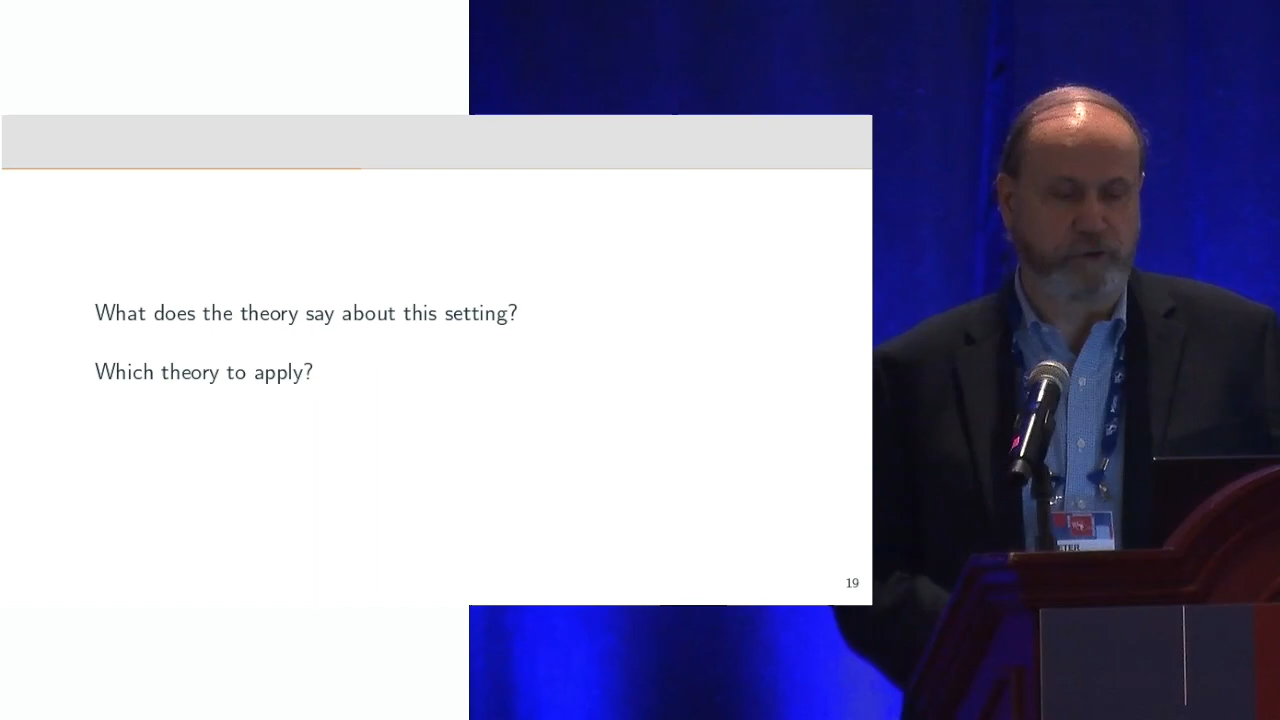 What does the theory say about this setting?
Which theory to apply?
19